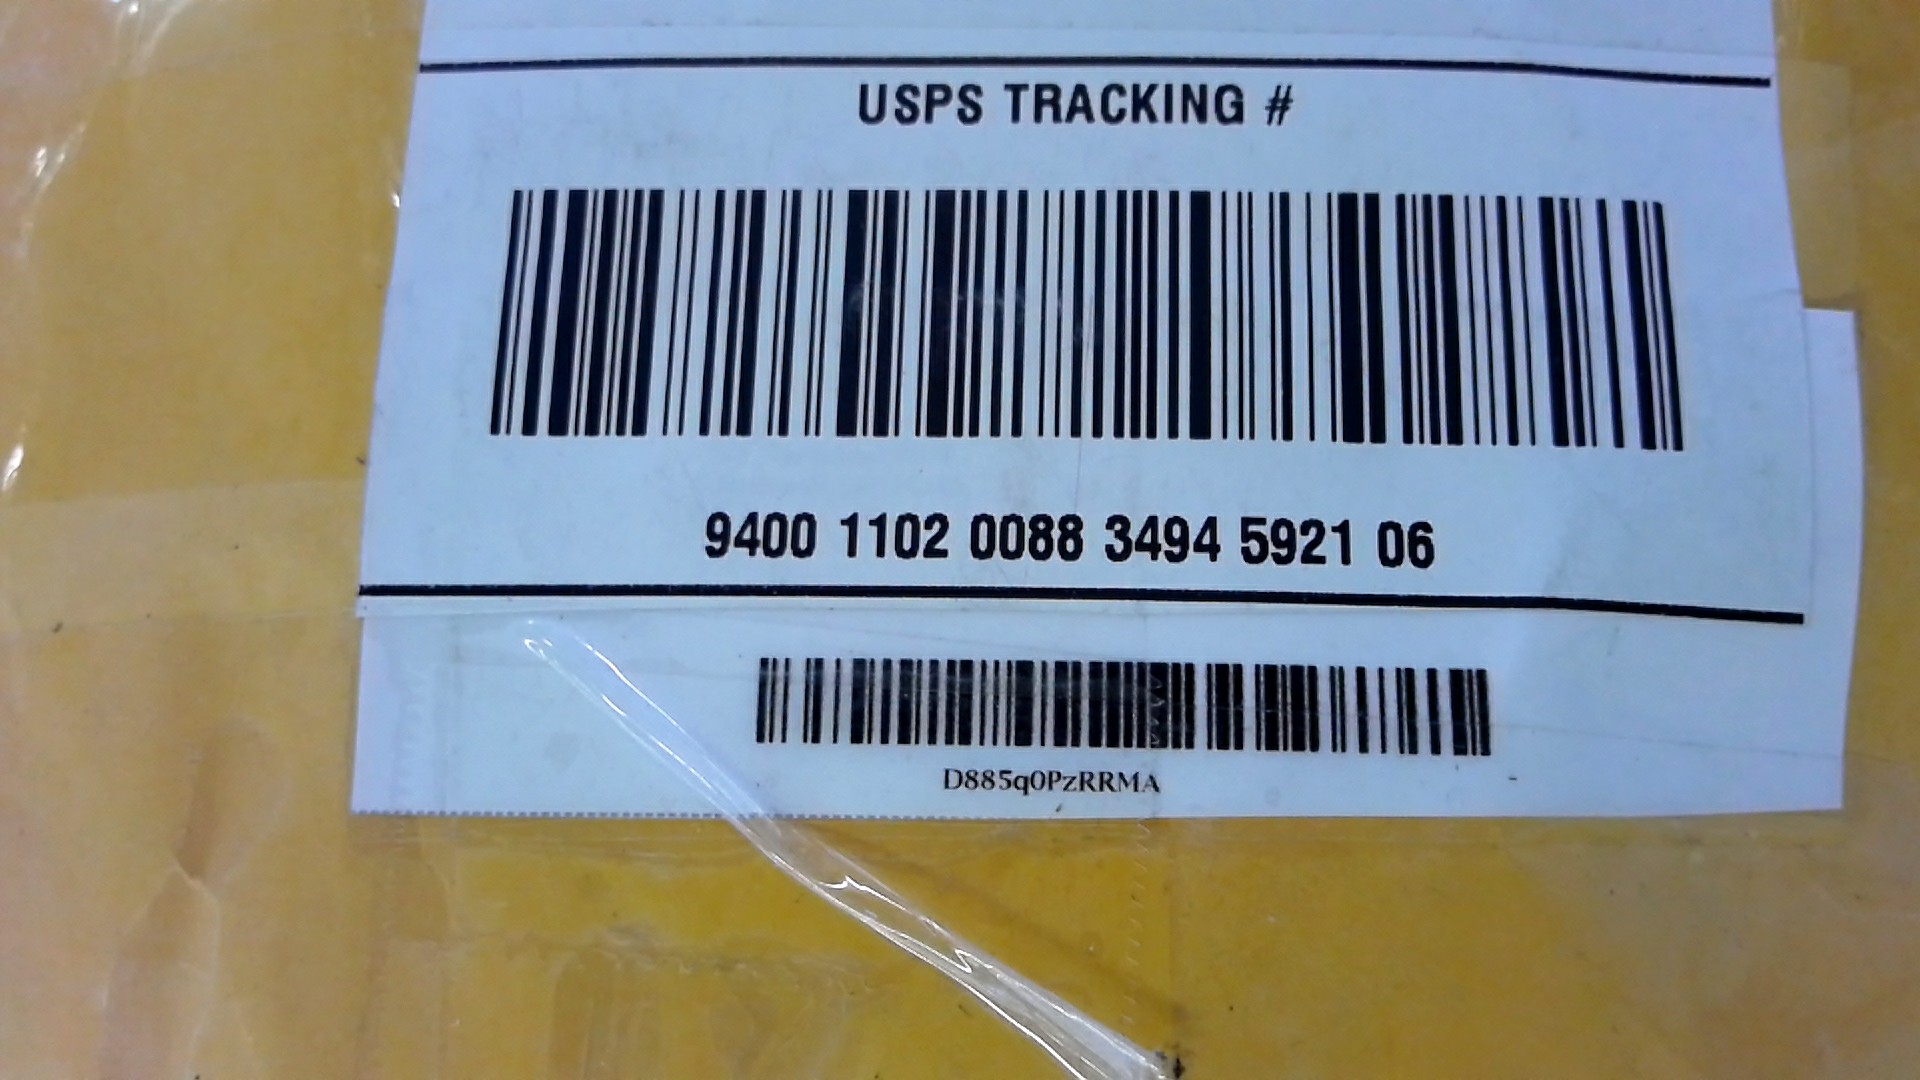 USPS TRACKING #
9400 1102 0088 3494 5921 06
D885q0PzRRMA